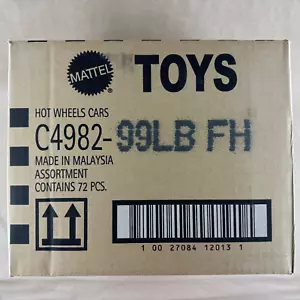 MATTEL
TOYS
HOT WHEELS CARS
C4982-99LB FH
MADE IN MALAYSIA
ASSORTMENT
CONTAINS 72 PCS.
1 00 27084 12013 1